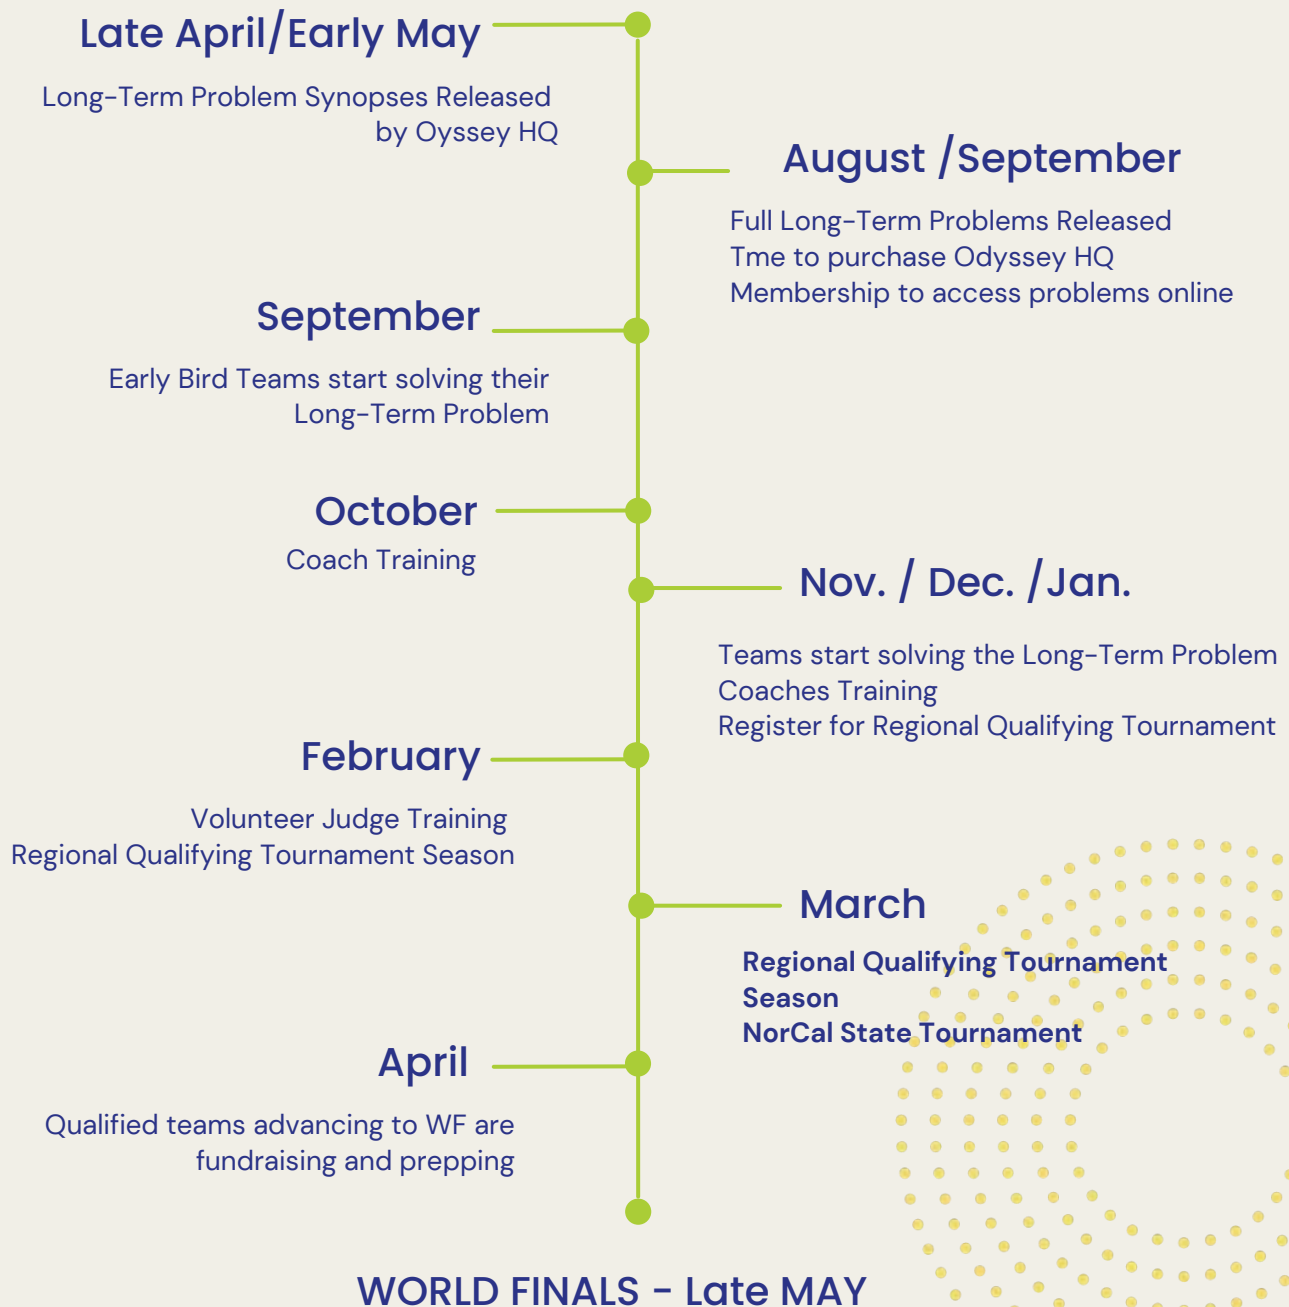 Late April/Early May
Long-Term Problem Synopses Released
by Oyssey HQ
August /September
Full Long-Term Problems Released
Tme to purchase Odyssey HQ
Membership to access problems online
September
Early Bird Teams start solving their
Long-Term Problem
October
Coach Training
Nov. / Dec. /Jan.
Teams start solving the Long-Term Problem
Coaches Training
Register for Regional Qualifying Tournament
February
Volunteer Judge Training
Regional Qualifying Tournament Season
March
Regional Qualifying Tournament
Season
NorCal State Tournament
April
Qualified teams advancing to WF are
fundraising and prepping
WORLD FINALS - Late MAY